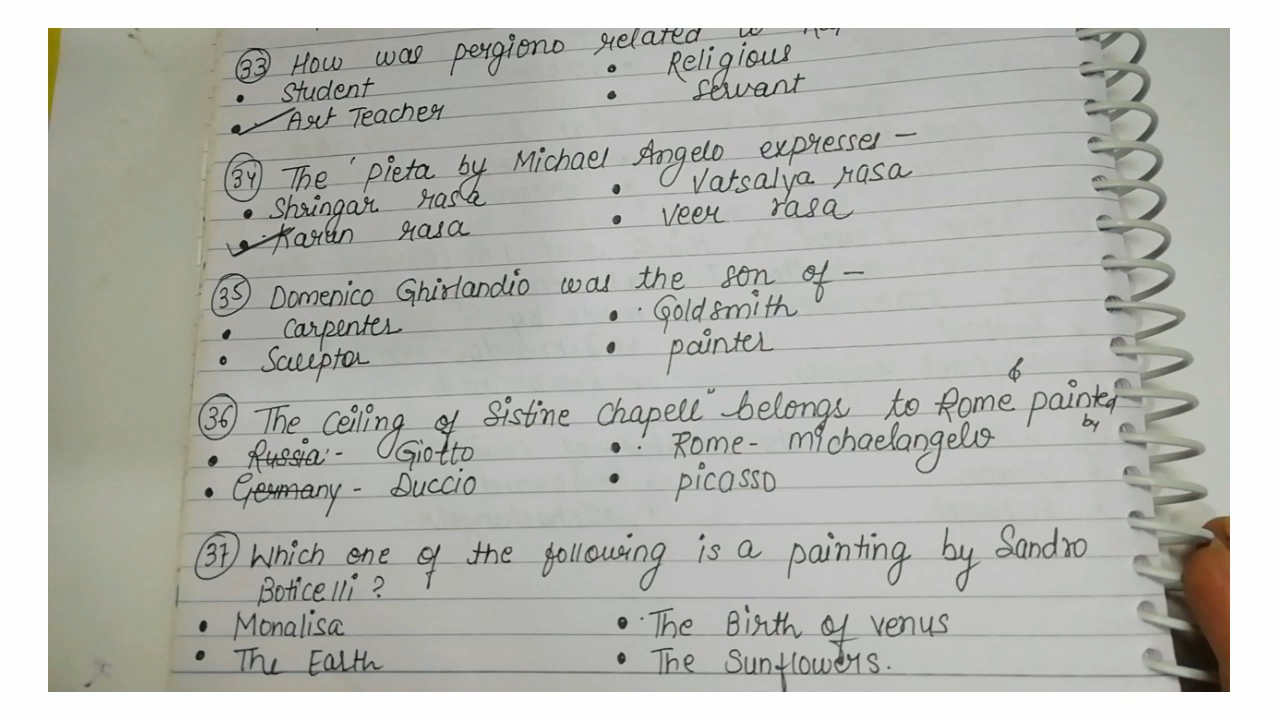 33 How was pergiono related to
• Student • Religious
• Art Teacher • Servant
34 The 'Pieta by Michael Angelo expresses -
• Shringar rasa • Vatsalya rasa
• Karun rasa • Veer rasa
35 Domenico Ghirlandio was the son of -
• Carpenter • Goldsmith
• Sculptor • painter
36 The Ceiling of Sistine Chapell" belongs to Rome & painted by
• Russia:- Giotto • Rome- michaelangelo
• Germany - Duccio • picasso
37 Which one of the following is a painting by Sandro
Boticelli?
• Monalisa • The Birth of venus
• The Earth • The Sunflowers.